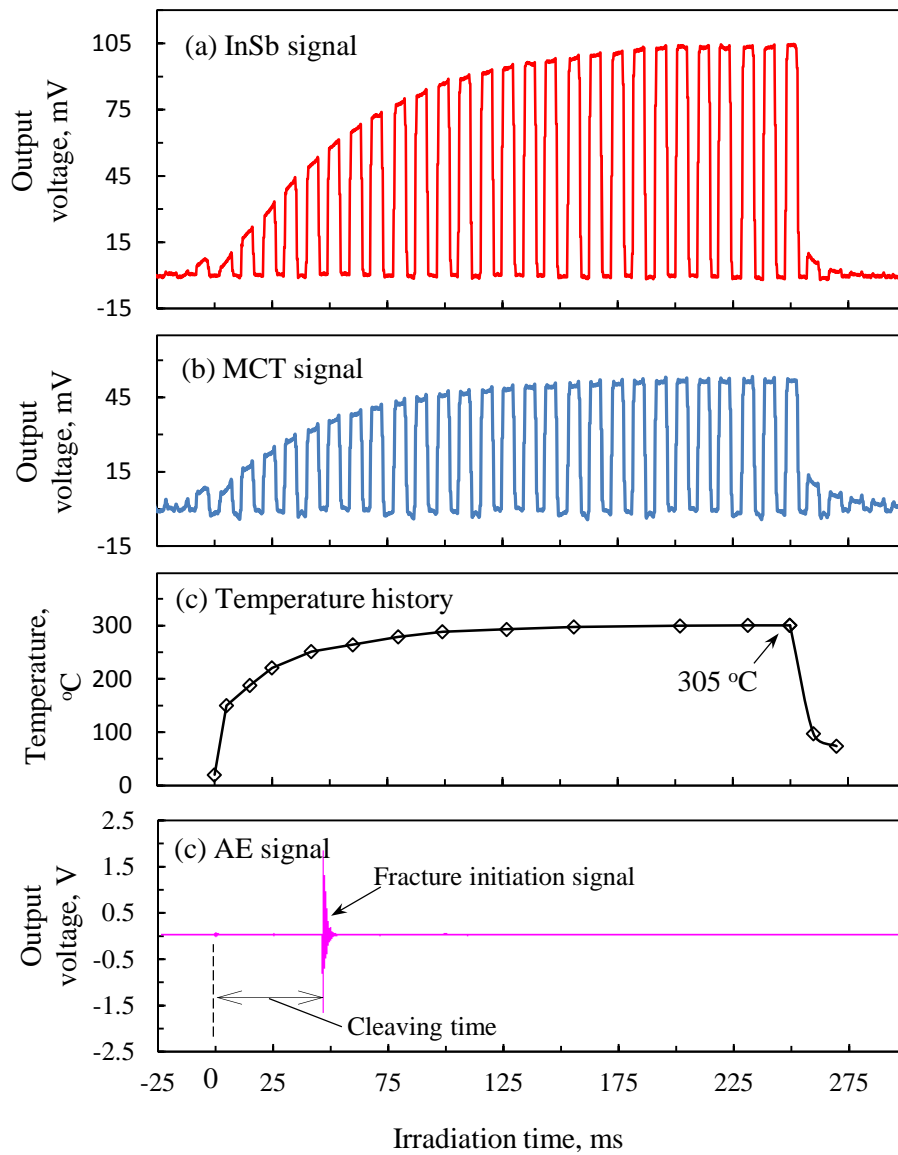 (a) InSb signal
Output
voltage, mV
105
75
45
15
-15
(b) MCT signal
Output
voltage, mV
45
15
-15
(c) Temperature history
Temperature,
oC
300
200
100
0
305 oC
(c) AE signal
Output
voltage, V
2.5
1.5
0.5
-0.5
-1.5
-2.5
Fracture initiation signal
Cleaving time
-25 0 25 75 125 175 225 275
Irradiation time, ms